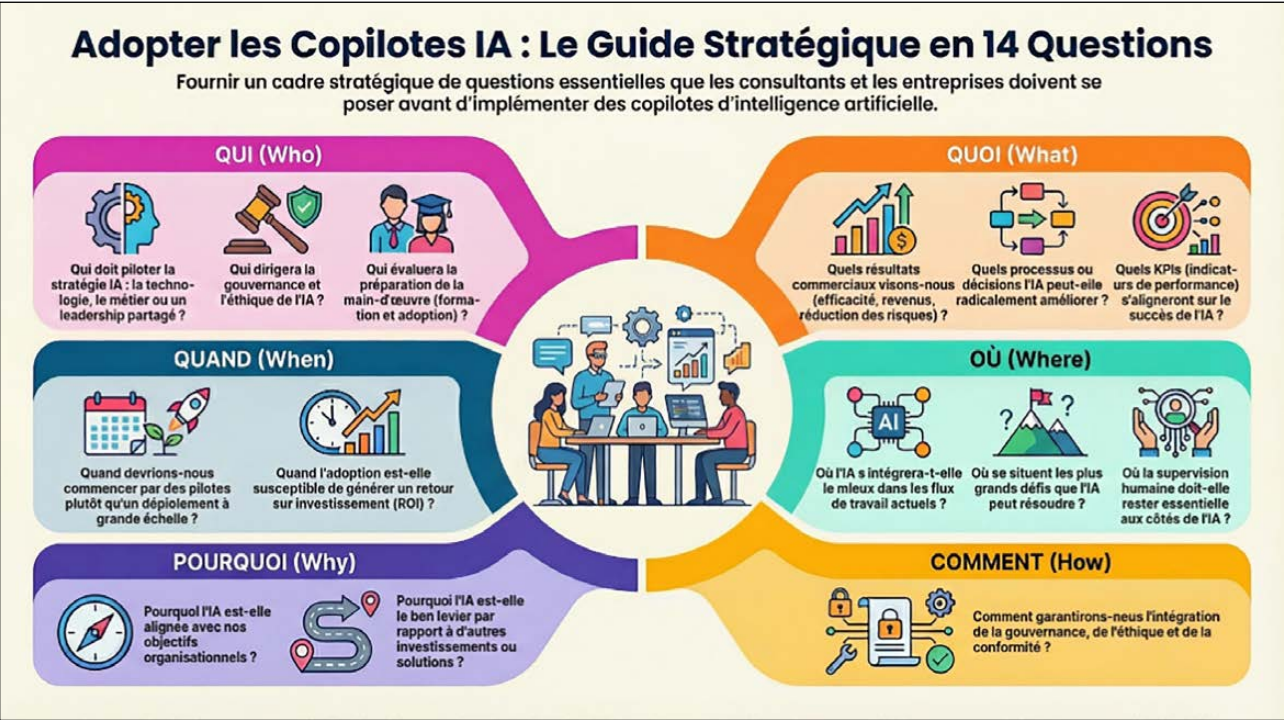 Adopter les Copilotes IA : Le Guide Stratégique en 14 Questions
Fournir un cadre stratégique de questions essentielles que les consultants et les entreprises doivent se
poser avant d'implémenter des copilotes d'intelligence artificielle.
QUI (Who)
Qui doit piloter la
stratégie IA : la techno-
logie, le métier ou un
leadership partagé ?
Qui dirigera la
gouvernance et
l'éthique de l'IA ?
Qui évaluera la
préparation de la
main-d'œuvre (forma-
tion et adoption) ?
QUOI (What)
Quels résultats
commerciaux visons-nous
(efficacité, revenus,
réduction des risques) ?
Quels processus ou
décisions l'IA peut-elle
radicalement améliorer ?
Quels KPIs (indicat-
urs de performance)
s'aligneront sur le
succès de l'IA ?
QUAND (When)
Quand devrions-nous
commencer par des pilotes
plutôt qu'un déploiement à
grande échelle ?
Quand l'adoption est-elle
susceptible de générer un retour
sur investissement (ROI) ?
OÙ (Where)
AI
Où l'IA s intégrera-t-elle
le mleux dans les flux
de travail actuels ?
? ?
Où se situent les plus
grands défis que l'IA
peut résoudre ?
Où la supervision
humaine doit-elle
rester essentielle
aux côtés de l'IA ?
POURQUOI (Why)
Pourquoi l'IA est-elle
alignée avec nos
objectifs
organisationnels ?
Pourquoi l'IA est-elle
le ben levier par
rapport à d'autres
investissements ou
solutions ?
COMMENT (How)
Comment garantirons-neus l'intégration
de la gouvernance, de l'éthique et de la
conformité ?